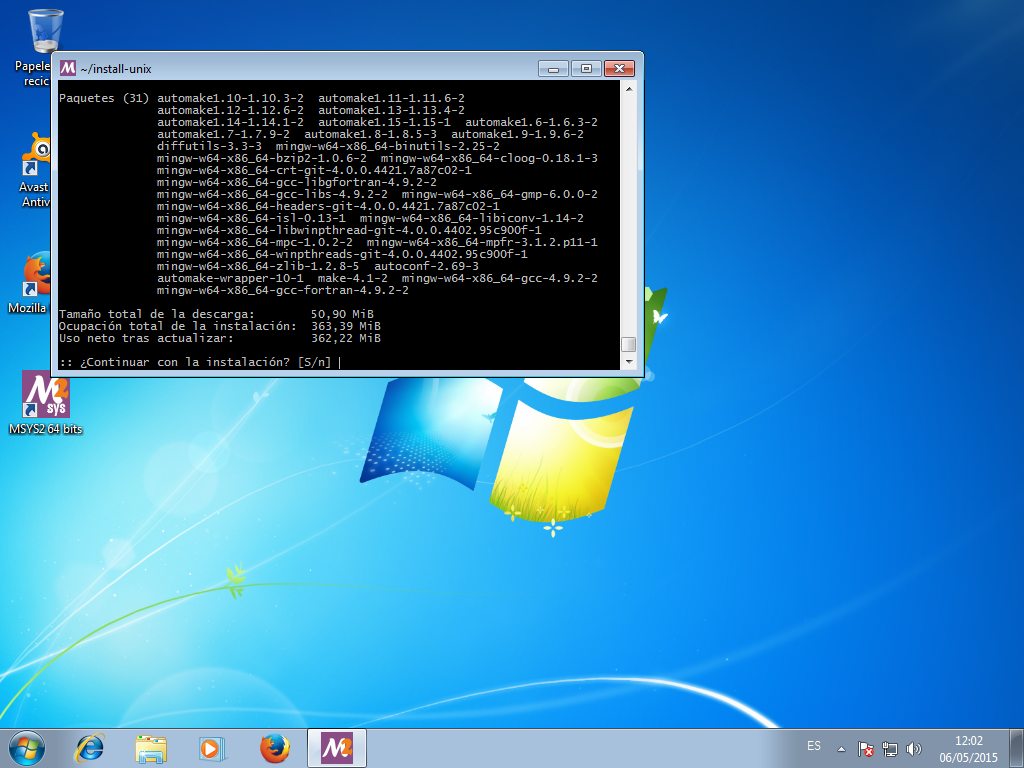 Papele
recic
~/install-unix
Paquetes (31) automake1.10-1.10.3-2 automake1.11-1.11.6-2
automake1.12-1.12.6-2 automake1.13-1.13.4-2
automake1.14-1.14.1-2 automake1.15-1.15-1 automake1.6-1.6.3-2
automake1.7-1.7.9-2 automake1.8-1.8.5-3 automake1.9-1.9.6-2
diffutils-3.3-3 mingw-w64-x86_64-binutils-2.25-2
mingw-w64-x86_64-bzip2-1.0.6-2 mingw-w64-x86_64-cloog-0.18.1-3
mingw-w64-x86_64-crt-git-4.0.0.4421.7a87c02-1
mingw-w64-x86_64-gcc-libgfortran-4.9.2-2
mingw-w64-x86_64-gcc-libs-4.9.2-2 mingw-w64-x86_64-gmp-6.0.0-2
mingw-w64-x86_64-headers-git-4.0.0.4421.7a87c02-1
mingw-w64-x86_64-isl-0.13-1 mingw-w64-x86_64-libiconv-1.14-2
mingw-w64-x86_64-libwinpthread-git-4.0.0.4402.95c900f-1
mingw-w64-x86_64-mpc-1.0.2-2 mingw-w64-x86_64-mpfr-3.1.2.p11-1
mingw-w64-x86_64-winpthreads-git-4.0.0.4402.95c900f-1
mingw-w64-x86_64-zlib-1.2.8-5 autoconf-2.69-3
automake-wrapper-10-1 make-4.1-2 mingw-w64-x86_64-gcc-4.9.2-2
mingw-w64-x86_64-gcc-fortran-4.9.2-2
Tamaño total de la descarga: 50,90 MiB
Ocupación total de la instalación: 363,39 MiB
Uso neto tras actualizar: 362,22 MiB
:: ¿Continuar con la instalación? [S/n]
Avast
Antiv
Mozilla
M2
sys
MSYS2 64 bits
ES
12:02
06/05/2015